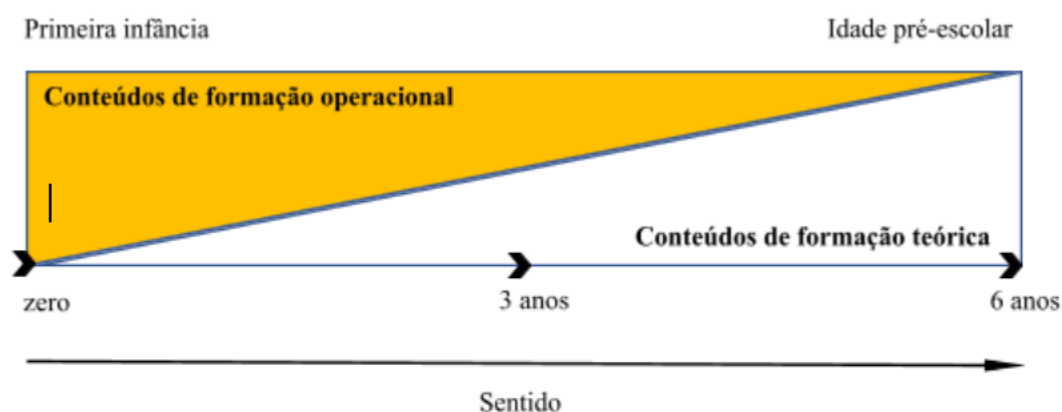 Primeira infância
Idade pré-escolar
Conteúdos de formação operacional
Conteúdos de formação teórica
zero
3 anos
6 anos
Sentido